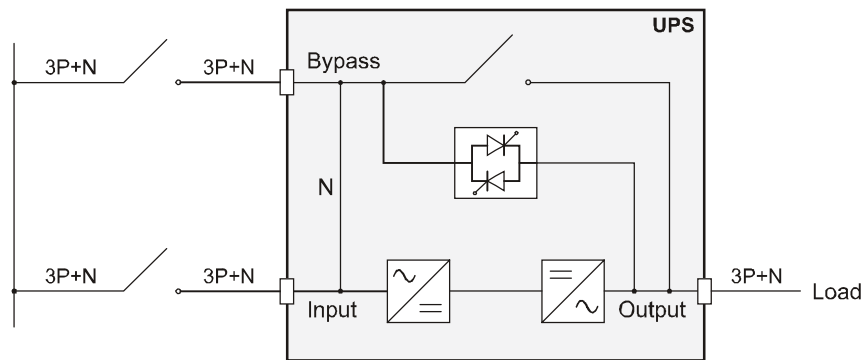 UPS
3P+N
3P+N
Bypass
N
3P+N
3P+N
3P+N
Input
Output
Load